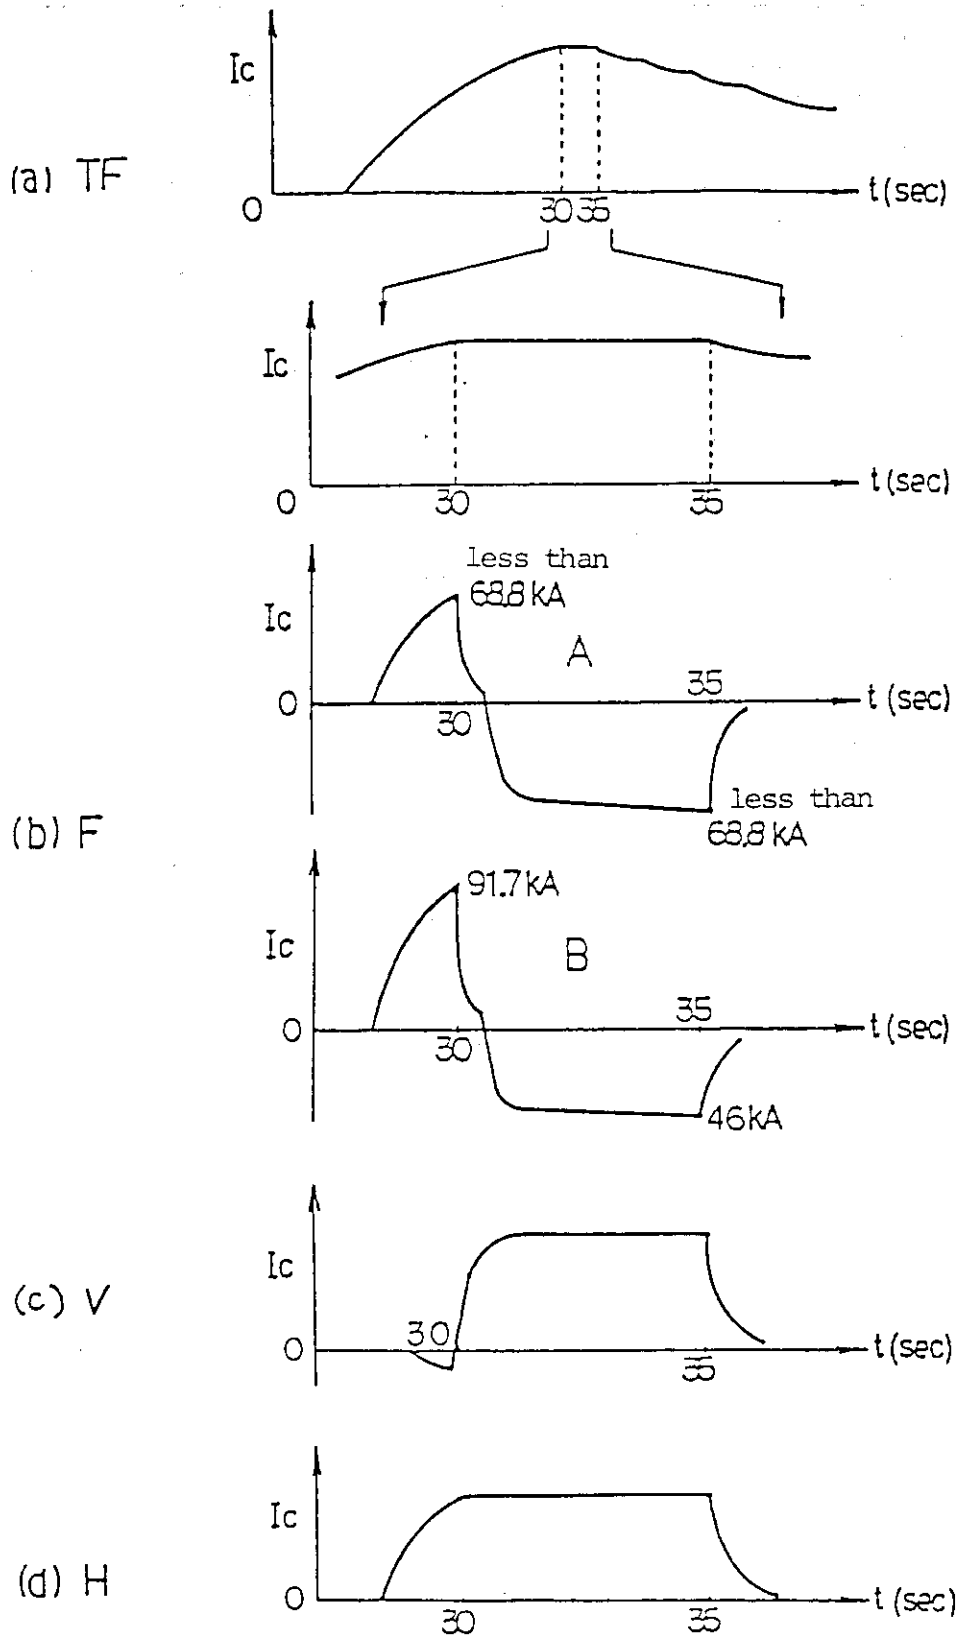 Ic
(a) TF
0
30 35
t (sec)
Ic
0
30
35
t (sec)
less than
68.8 kA
Ic
A
35
0
30
t (sec)
less than
68.8 kA
(b) F
91.7 kA
Ic
B
35
0
30
t (sec)
46 kA
Ic
(c) V
30
0
35
t (sec)
Ic
(d) H
0
30
35
t (sec)